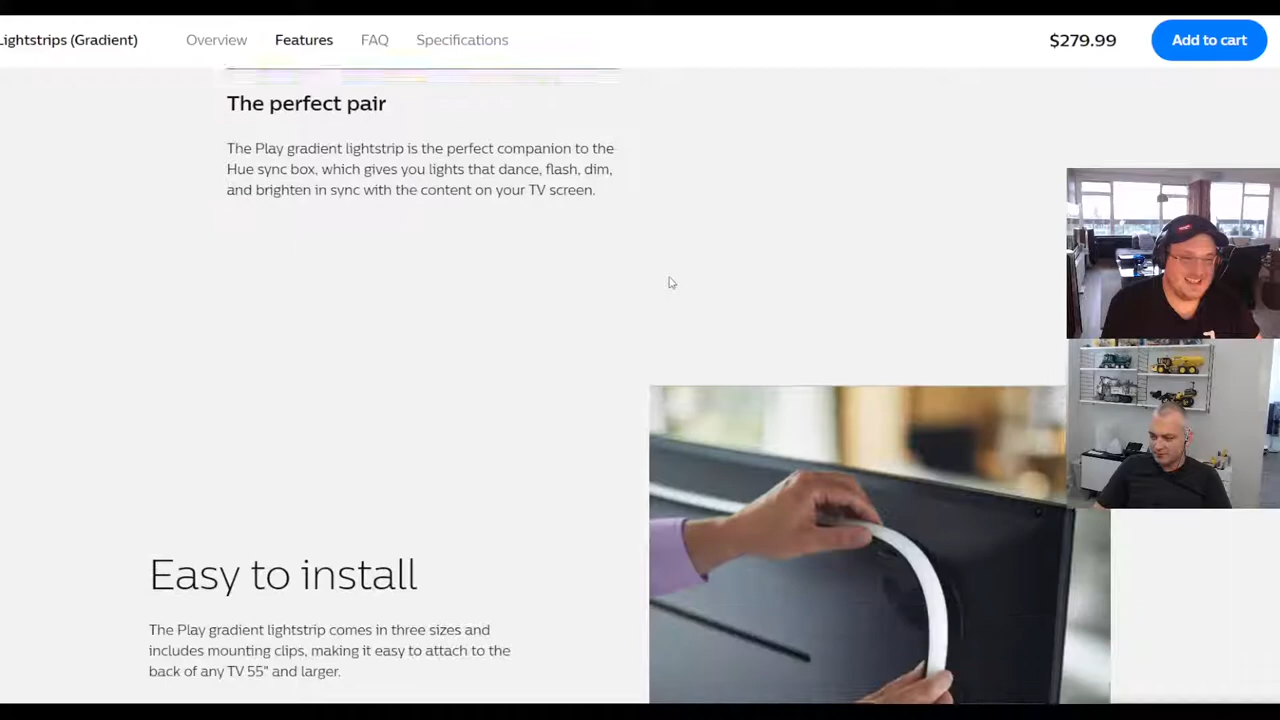 Lightstrips (Gradient)
Overview
Features
FAQ
Specifications
$279.99
Add to cart
The perfect pair
The Play gradient lightstrip is the perfect companion to the
Hue sync box, which gives you lights that dance, flash, dim,
and brighten in sync with the content on your TV screen.
Easy to install
The Play gradient lightstrip comes in three sizes and
includes mounting clips, making it easy to attach to the
back of any TV 55" and larger.